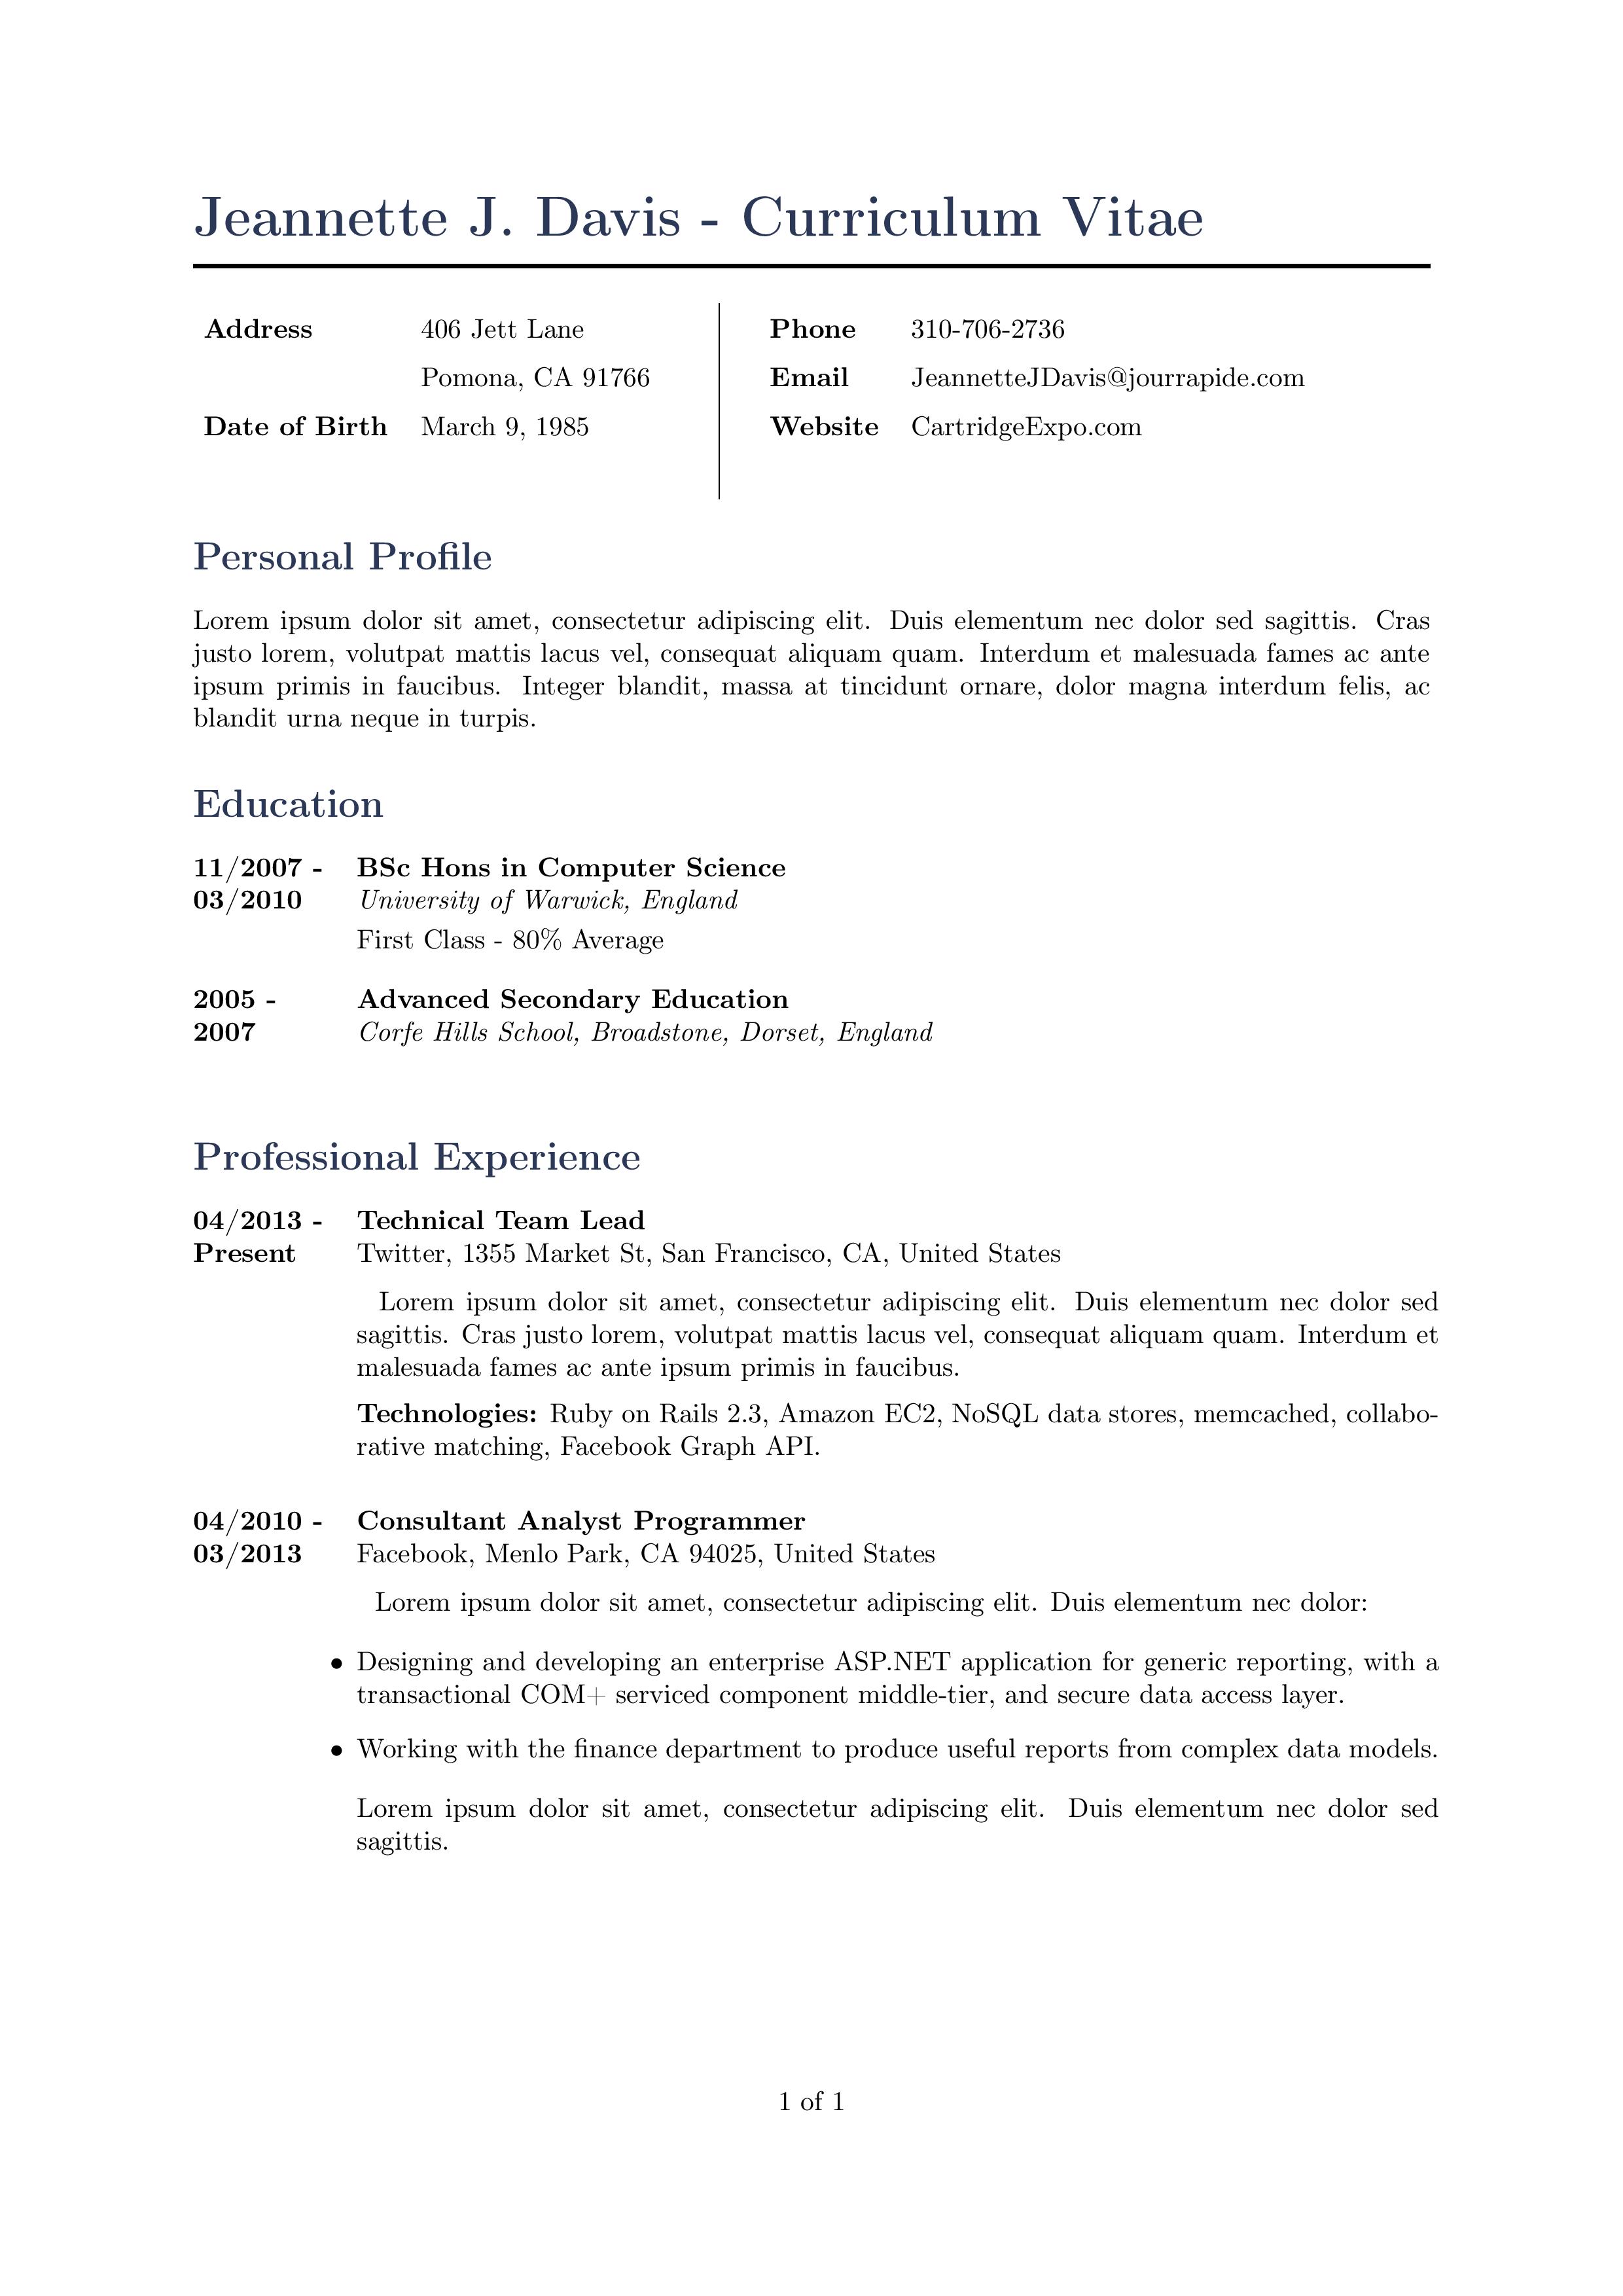 Jeannette J. Davis - Curriculum Vitae
Address 406 Jett Lane
Pomona, CA 91766
Date of Birth March 9, 1985
Phone 310-706-2736
Email JeannetteJDavis@jourrapide.com
Website CartridgeExpo.com
Personal Profile
Lorem ipsum dolor sit amet, consectetur adipiscing elit. Duis elementum nec dolor sed sagittis. Cras
justo lorem, volutpat mattis lacus vel, consequat aliquam quam. Interdum et malesuada fames ac ante
ipsum primis in faucibus. Integer blandit, massa at tincidunt ornare, dolor magna interdum felis, ac
blandit urna neque in turpis.
Education
11/2007 - BSc Hons in Computer Science
03/2010 University of Warwick, England
First Class - 80% Average
2005 - Advanced Secondary Education
2007 Corfe Hills School, Broadstone, Dorset, England
Professional Experience
04/2013 - Technical Team Lead
Present Twitter, 1355 Market St, San Francisco, CA, United States
Lorem ipsum dolor sit amet, consectetur adipiscing elit. Duis elementum nec dolor sed
sagittis. Cras justo lorem, volutpat mattis lacus vel, consequat aliquam quam. Interdum et
malesuada fames ac ante ipsum primis in faucibus.
Technologies: Ruby on Rails 2.3, Amazon EC2, NoSQL data stores, memcached, collabo-
rative matching, Facebook Graph API.
04/2010 - Consultant Analyst Programmer
03/2013 Facebook, Menlo Park, CA 94025, United States
Lorem ipsum dolor sit amet, consectetur adipiscing elit. Duis elementum nec dolor:
• Designing and developing an enterprise ASP.NET application for generic reporting, with a
transactional COM+ serviced component middle-tier, and secure data access layer.
• Working with the finance department to produce useful reports from complex data models.
Lorem ipsum dolor sit amet, consectetur adipiscing elit. Duis elementum nec dolor sed
sagittis.
1 of 1